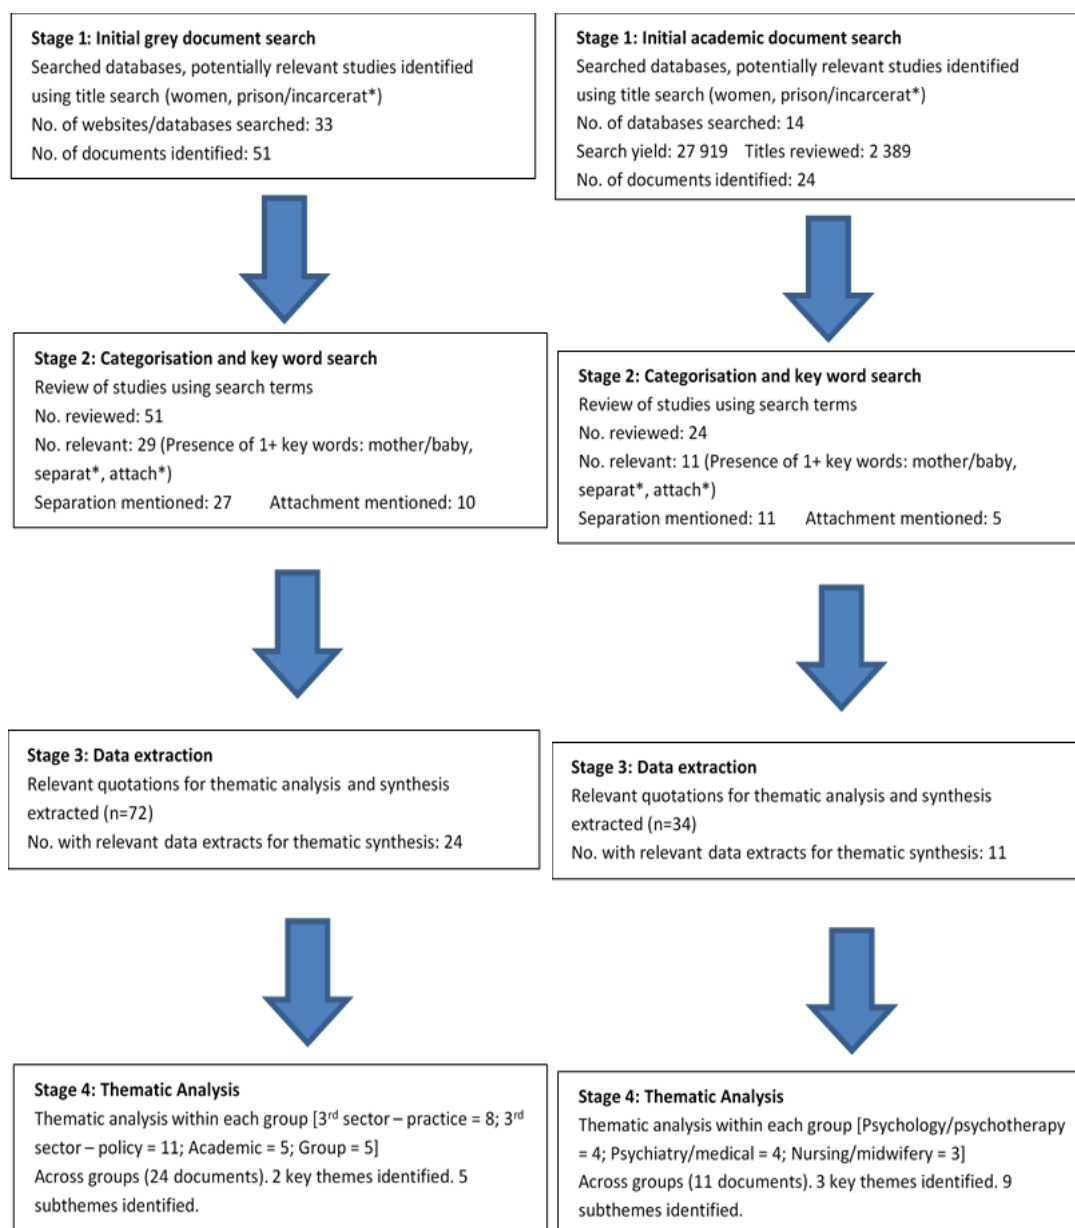 Stage 1: Initial grey document search
Searched databases, potentially relevant studies identified
using title search (women, prison/incarcerat*)
No. of websites/databases searched: 33
No. of documents identified: 51
Stage 1: Initial academic document search
Searched databases, potentially relevant studies identified
using title search (women, prison/incarcerat*)
No. of databases searched: 14
Search yield: 27 919 Titles reviewed: 2 389
No. of documents identified: 24
Stage 2: Categorisation and key word search
Review of studies using search terms
No. reviewed: 51
No. relevant: 29 (Presence of 1+ key words: mother/baby,
separat*, attach*)
Separation mentioned: 27 Attachment mentioned: 10
Stage 2: Categorisation and key word search
Review of studies using search terms
No. reviewed: 24
No. relevant: 11 (Presence of 1+ key words: mother/baby,
separat*, attach*)
Separation mentioned: 11 Attachment mentioned: 5
Stage 3: Data extraction
Relevant quotations for thematic analysis and synthesis
extracted (n=72)
No. with relevant data extracts for thematic synthesis: 24
Stage 3: Data extraction
Relevant quotations for thematic analysis and synthesis
extracted (n=34)
No. with relevant data extracts for thematic synthesis: 11
Stage 4: Thematic Analysis
Thematic analysis within each group [3rd sector – practice = 8; 3rd
sector – policy = 11; Academic = 5; Group = 5]
Across groups (24 documents). 2 key themes identified. 5
subthemes identified.
Stage 4: Thematic Analysis
Thematic analysis within each group [Psychology/psychotherapy
= 4; Psychiatry/medical = 4; Nursing/midwifery = 3]
Across groups (11 documents). 3 key themes identified. 9
subthemes identified.